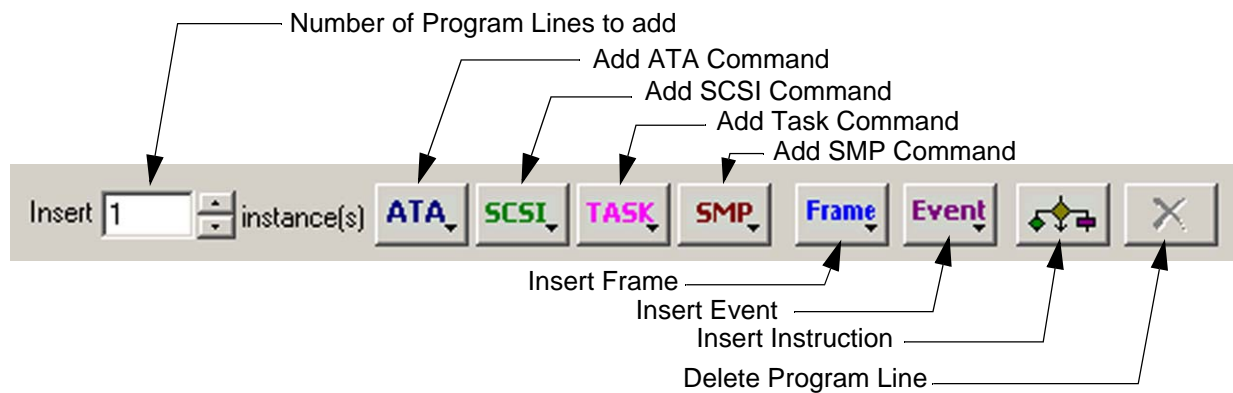 Number of Program Lines to add
Add ATA Command
Add SCSI Command
Add Task Command
Add SMP Command
Insert 1 instance(s) ATA SCSI TASK SMP Frame Event
Insert Frame
Insert Event
Insert Instruction
Delete Program Line